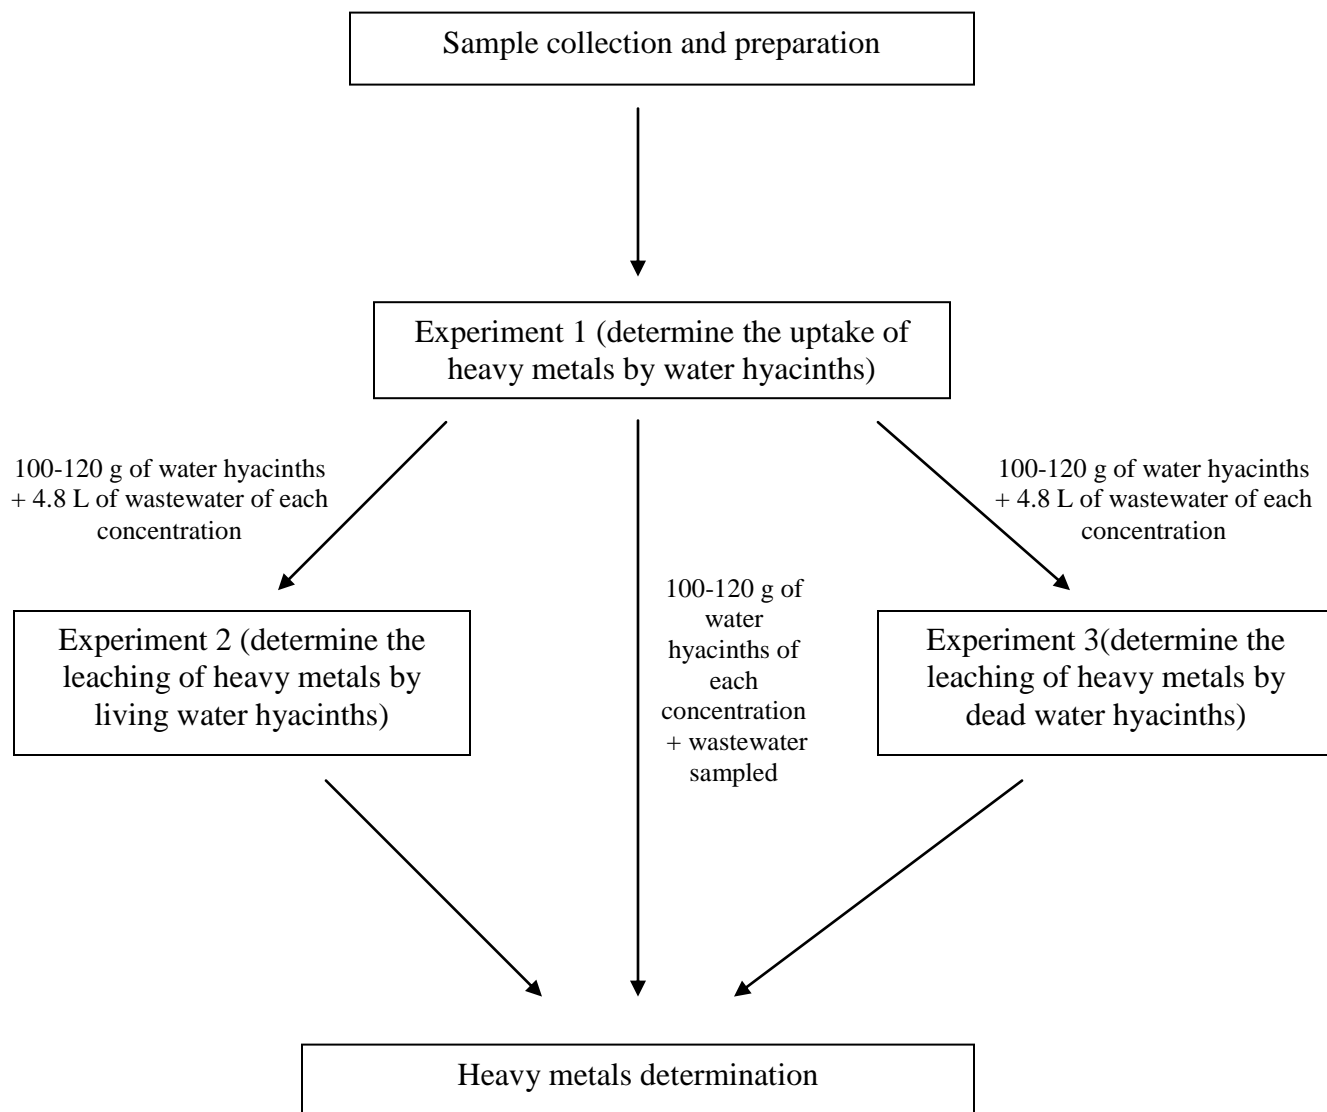 Sample collection and preparation
Experiment 1 (determine the uptake of
heavy metals by water hyacinths)
100-120 g of water hyacinths
+ 4.8 L of wastewater of each
concentration
100-120 g of water hyacinths
+ 4.8 L of wastewater of each
concentration
100-120 g of
water
hyacinths of
each
concentration
+ wastewater
sampled
Experiment 2 (determine the
leaching of heavy metals by
living water hyacinths)
Experiment 3(determine the
leaching of heavy metals by
dead water hyacinths)
Heavy metals determination